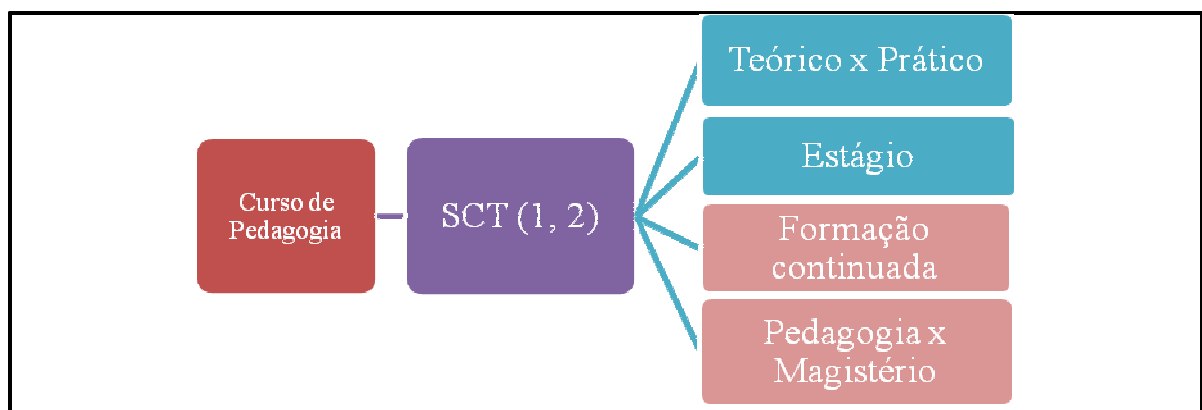 Curso de
Pedagogia
SCT (1, 2)
Teórico x Prático
Estágio
Formação
continuada
Pedagogia x
Magistério